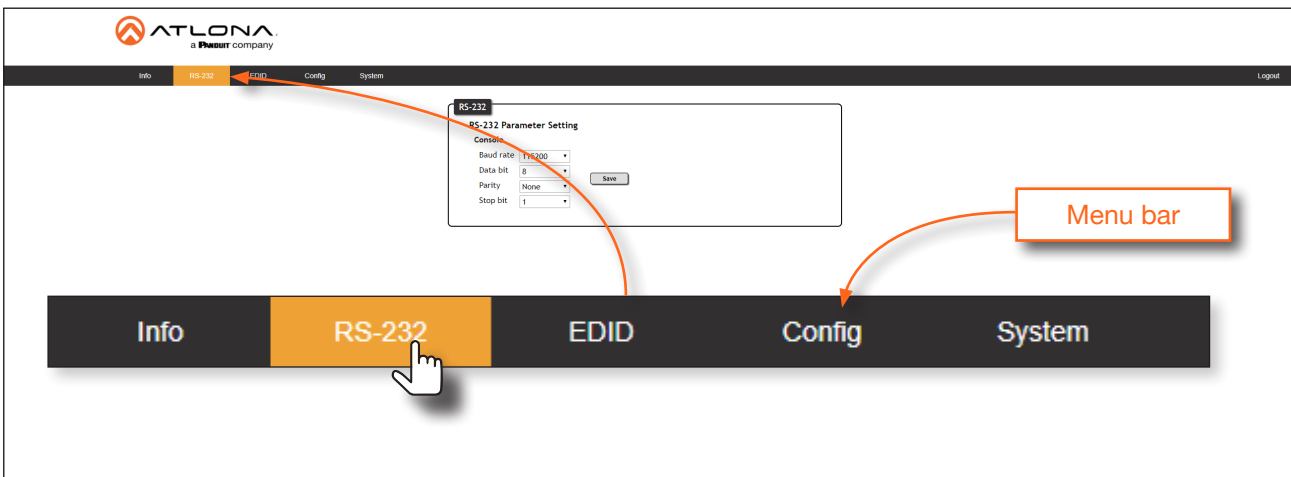 ATLONA.
a PANDUIT company
Info RS-232 EDID Config System Logout
RS-232
RS-232 Parameter Setting
Console
Baud rate 115200
Data bit 8
Save
Parity None
Stop bit 1
Menu bar
Info RS-232 EDID Config System